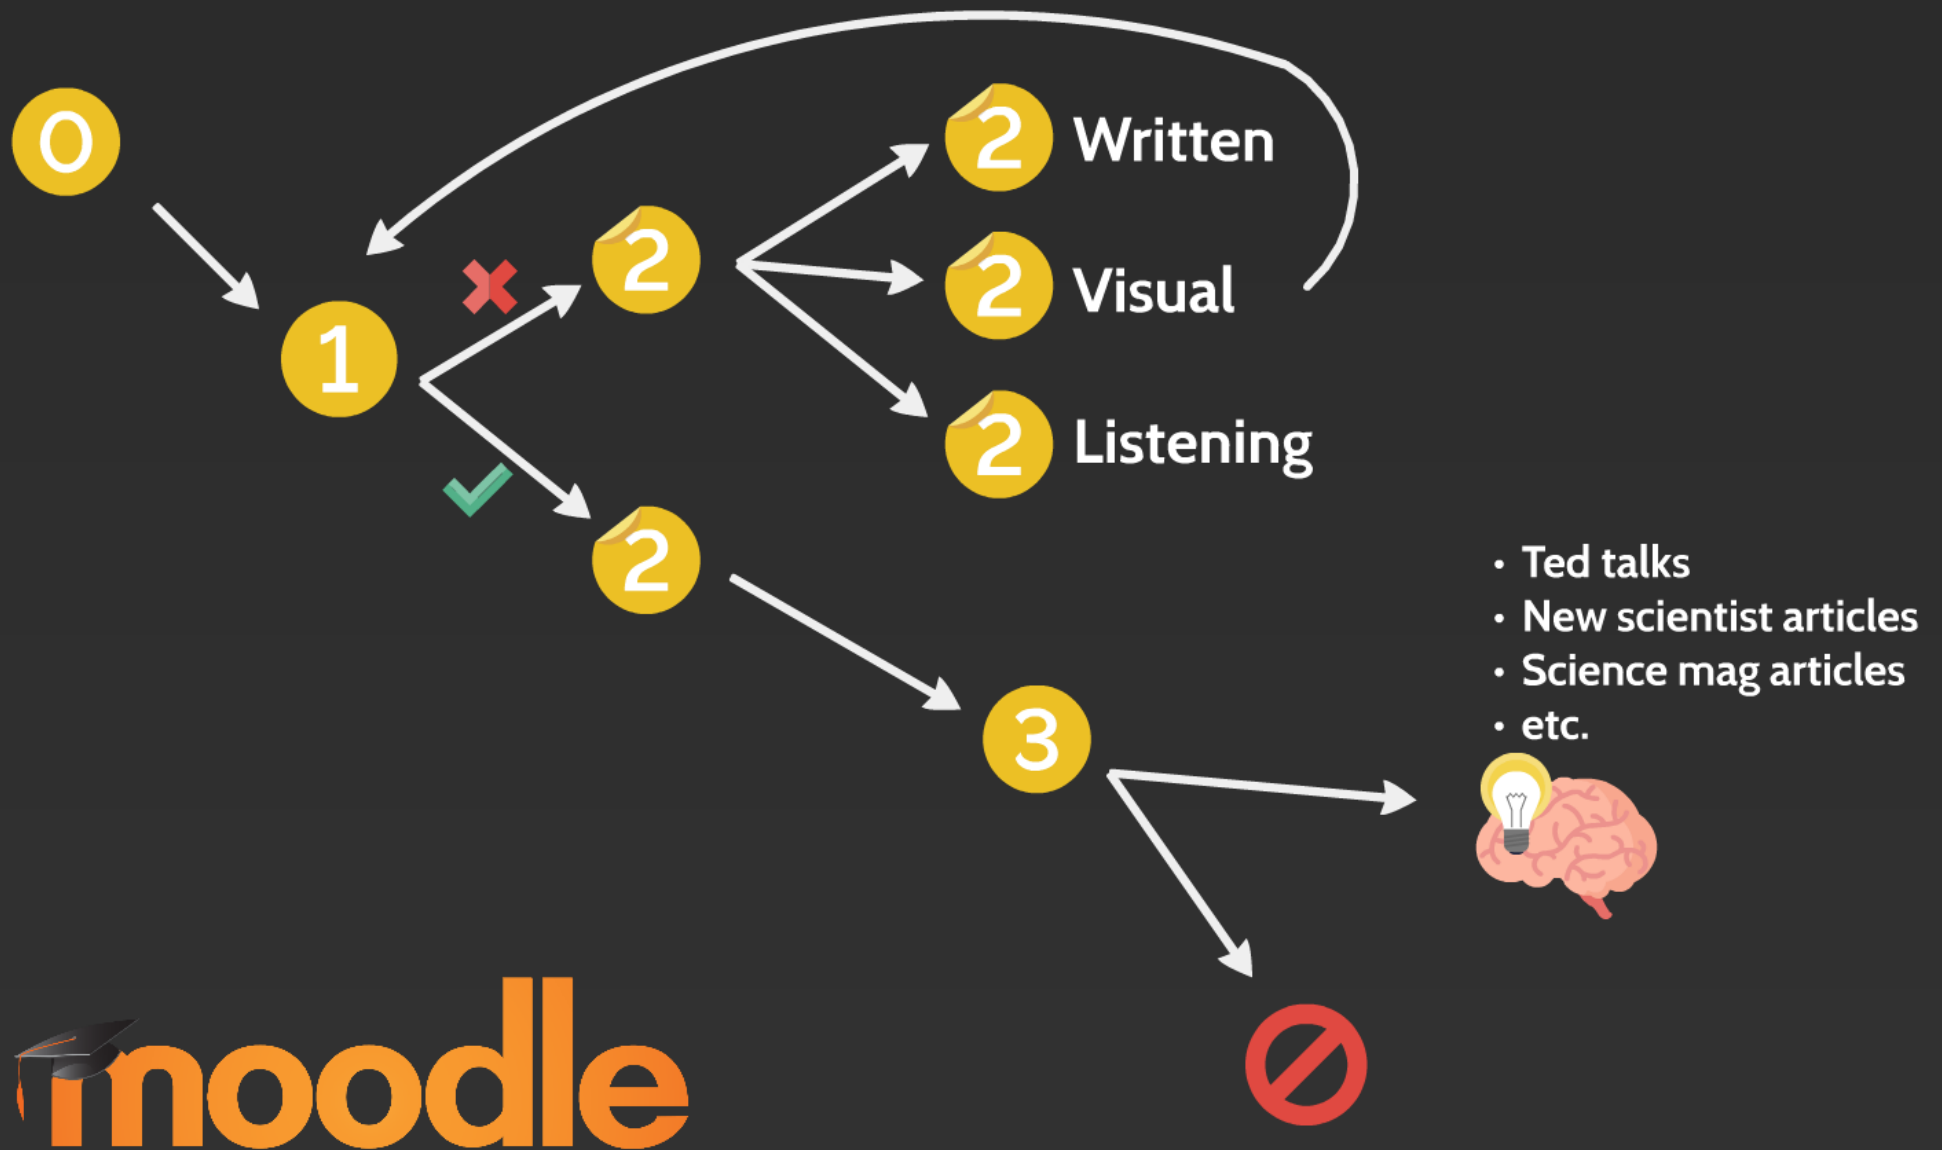 0
1
2
2 Written
2 Visual
2 Listening
2
3
• Ted talks
• New scientist articles
• Science mag articles
• etc.
moodle